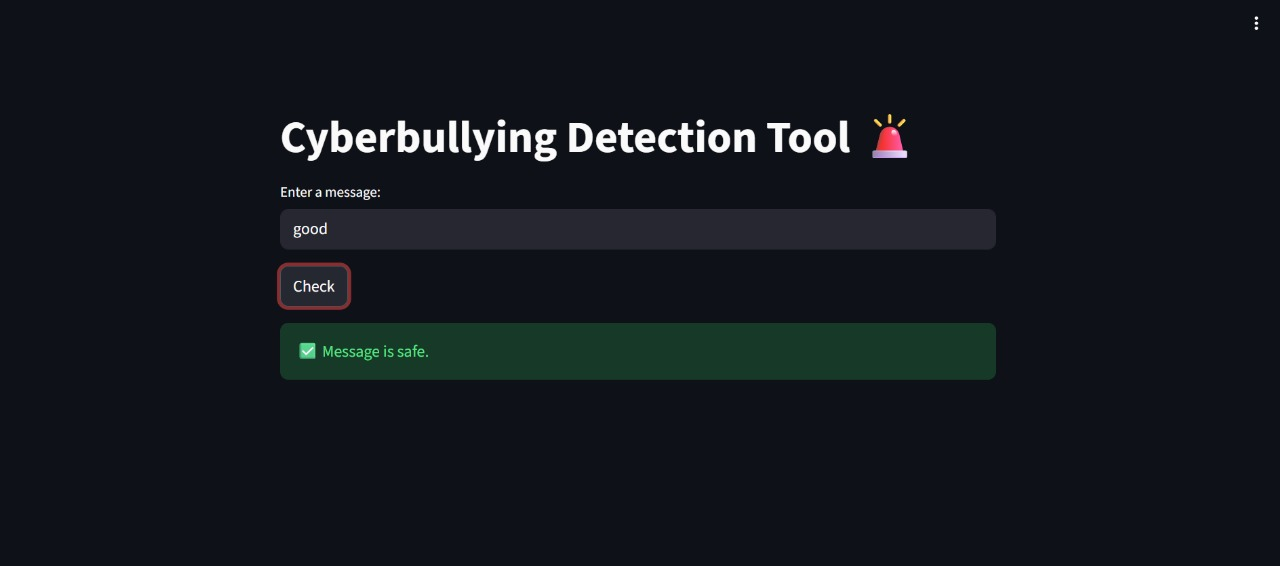 Cyberbullying Detection Tool 🚨
Enter a message:
good
Check
✅ Message is safe.